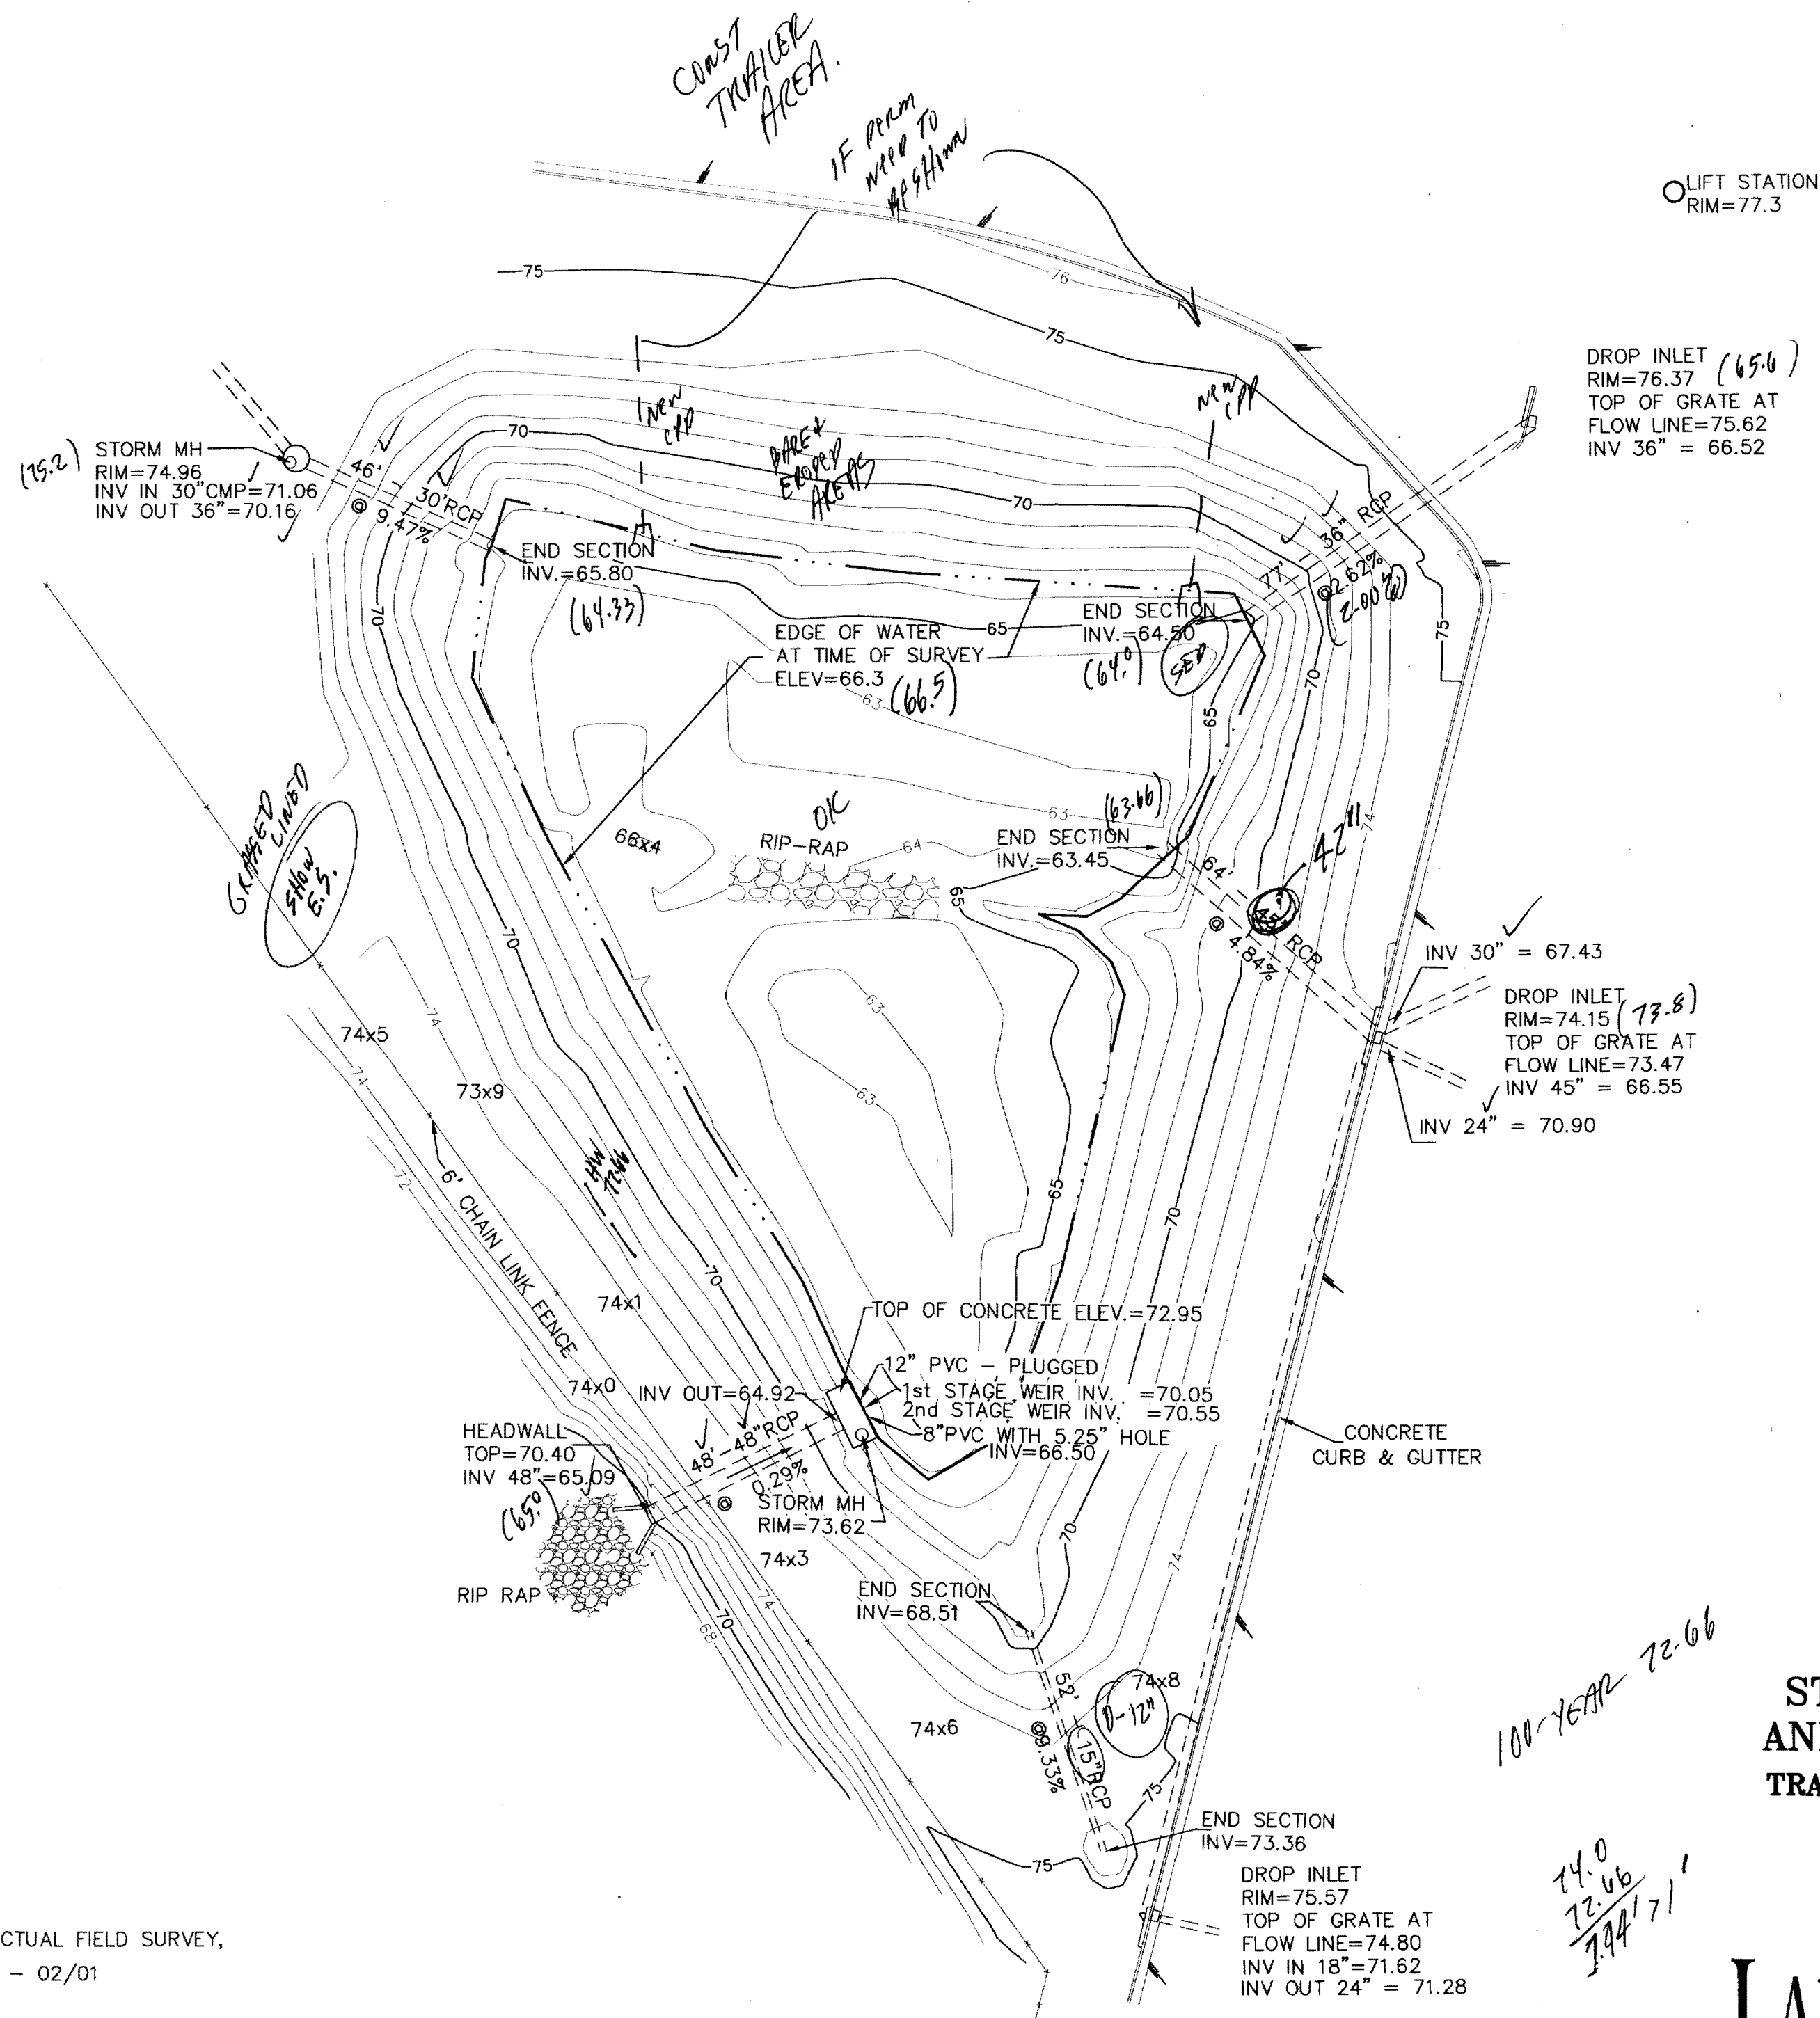 CONST
TRAILER
AREA.
IF PERM
NEED TO
LIFT STATION
RIM=77.3
75
76
75
DROP INLET (65.6)
RIM=76.37
TOP OF GRATE AT
FLOW LINE=75.62
INV 36" = 66.52
(75.2) STORM MH
RIM=74.96
INV IN 30"CMP=71.06
INV OUT 36"=70.16
46'
30'RCP
@ 9.47%
NEW
CPP
70
BARE &
ERODED
AREAS
70
NEW
CPP
36" RCP
77'
@2.62%
(2.00%)
END SECTION
INV.=65.80
(64.33)
70
EDGE OF WATER
AT TIME OF SURVEY
ELEV=66.3
(66.5)
65
END SECTION
INV.=64.50
(64.0)
SED
75
70
65
63
GRASSED
LINED
SHOW
E.S.
66x4
OK
RIP-RAP
64
63
(63.66)
END SECTION
INV.=63.45
74
64'
42"
45" RCP
@ 4.84%
65
70
INV 30" = 67.43
DROP INLET
RIM=74.15 (73.8)
TOP OF GRATE AT
FLOW LINE=73.47
INV 45" = 66.55
INV 24" = 70.90
74
74x5
63
74
73x9
63
72
6' CHAIN LINK FENCE
HW
72.66
65
70
70
74x1
TOP OF CONCRETE ELEV.=72.95
12" PVC - PLUGGED
1st STAGE WEIR INV. =70.05
2nd STAGE WEIR INV. =70.55
8"PVC WITH 5.25" HOLE
INV=66.50
74x0
INV OUT=64.92
48'-48"RCP
@ 0.29%
HEADWALL
TOP=70.40
INV 48"=65.09
(65.0)
STORM MH
RIM=73.62
CONCRETE
CURB & GUTTER
RIP RAP
74x3
70
74
74
70
68
END SECTION
INV=68.51
52'
74x8
D-12"
74x6
@9.33%
15"RCP
75
100-YEAR 72.66
ST
AN
TRA
END SECTION
INV=73.36
75
DROP INLET
RIM=75.57
TOP OF GRATE AT
FLOW LINE=74.80
INV IN 18"=71.62
INV OUT 24" = 71.28
74.0
72.66
CTUAL FIELD SURVEY,
- 02/01